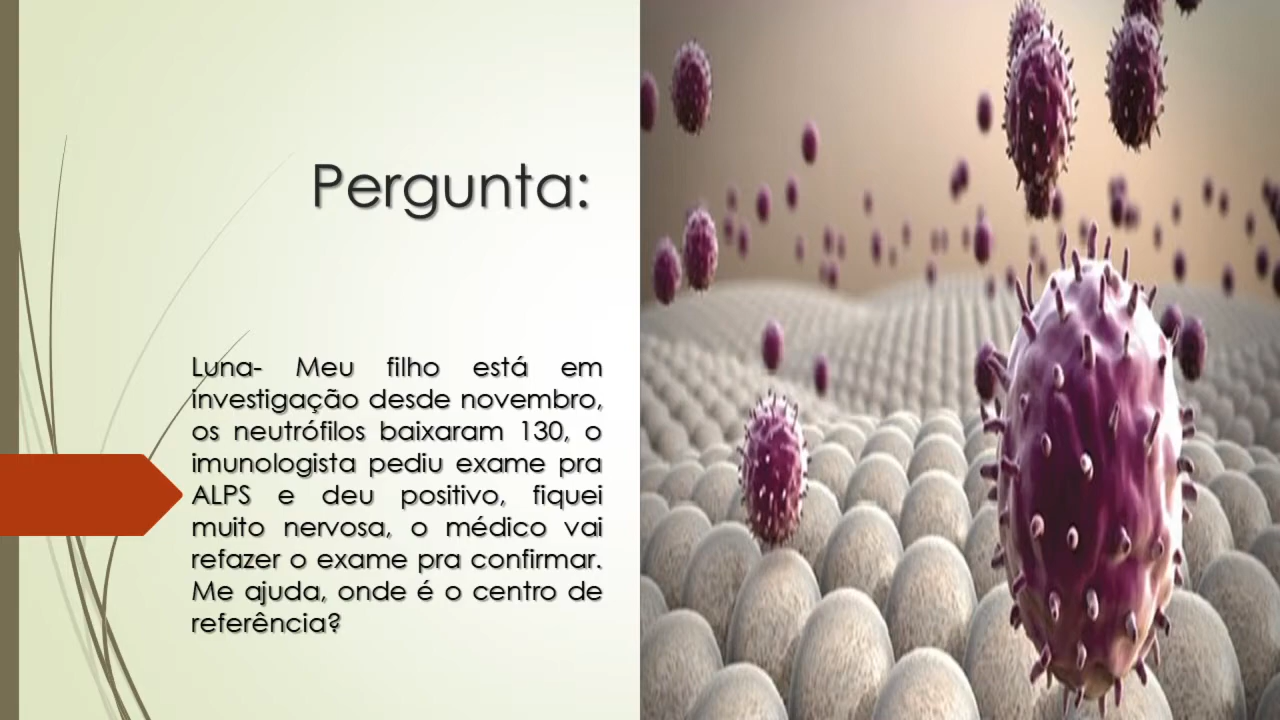 Pergunta:
Luna- Meu filho está em
investigação desde novembro,
os neutrófilos baixaram 130, o
imunologista pediu exame pra
ALPS e deu positivo, fiquei
muito nervosa, o médico vai
refazer o exame pra confirmar.
Me ajuda, onde é o centro de
referência?